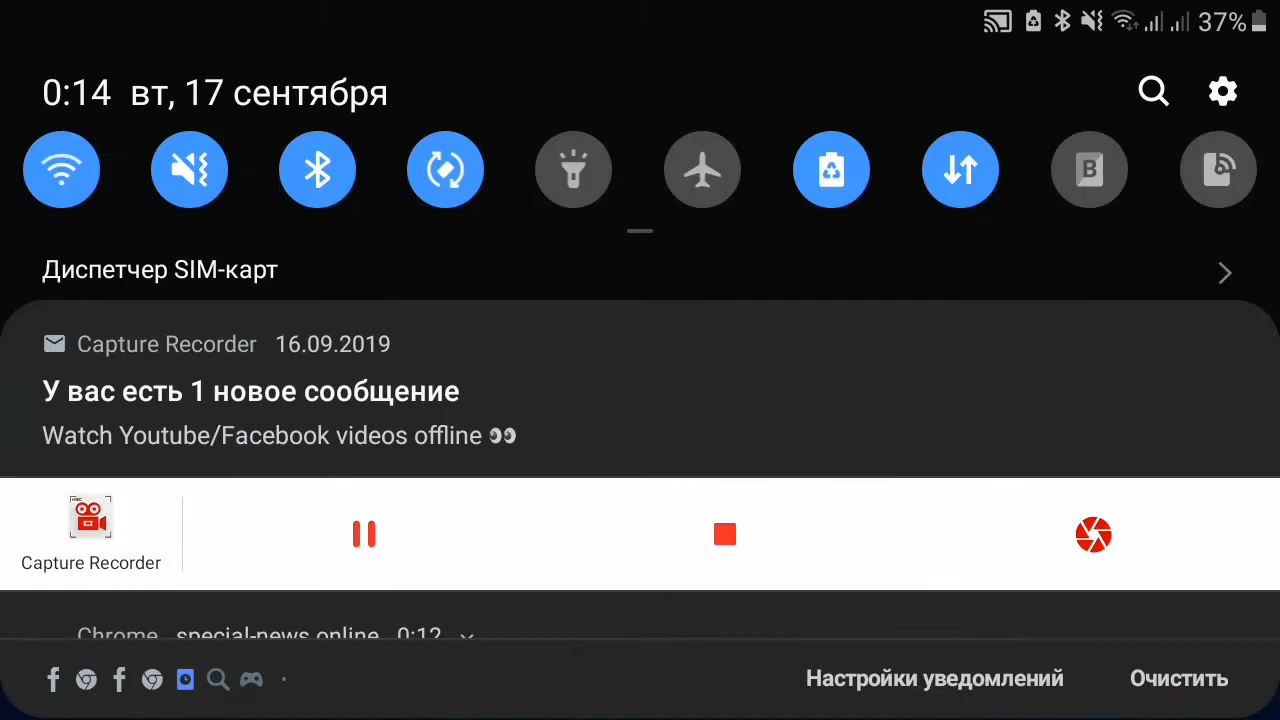 37%
0:14 вт, 17 сентября
B
Диспетчер SIM-карт
Capture Recorder 16.09.2019
У вас есть 1 новое сообщение
Watch Youtube/Facebook videos offline 👀
Capture Recorder
Chrome special-news.online 0:12
Настройки уведомлений Очистить